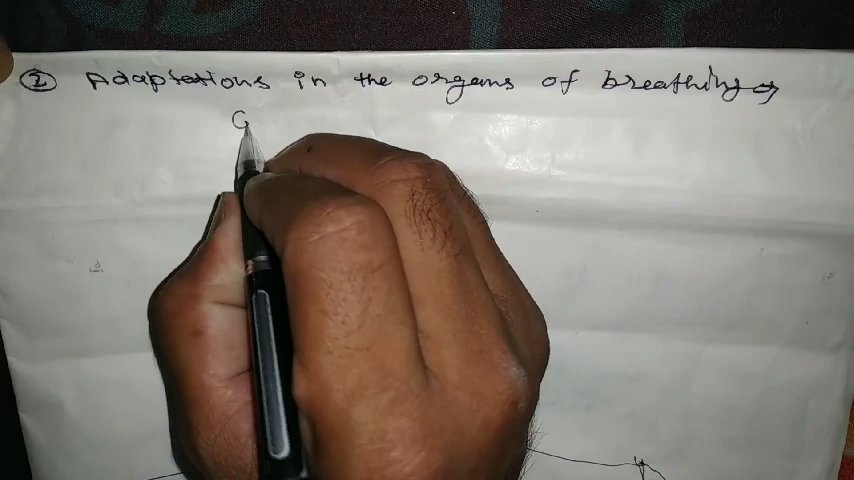 ② Adaptations in the organs of breathing
G